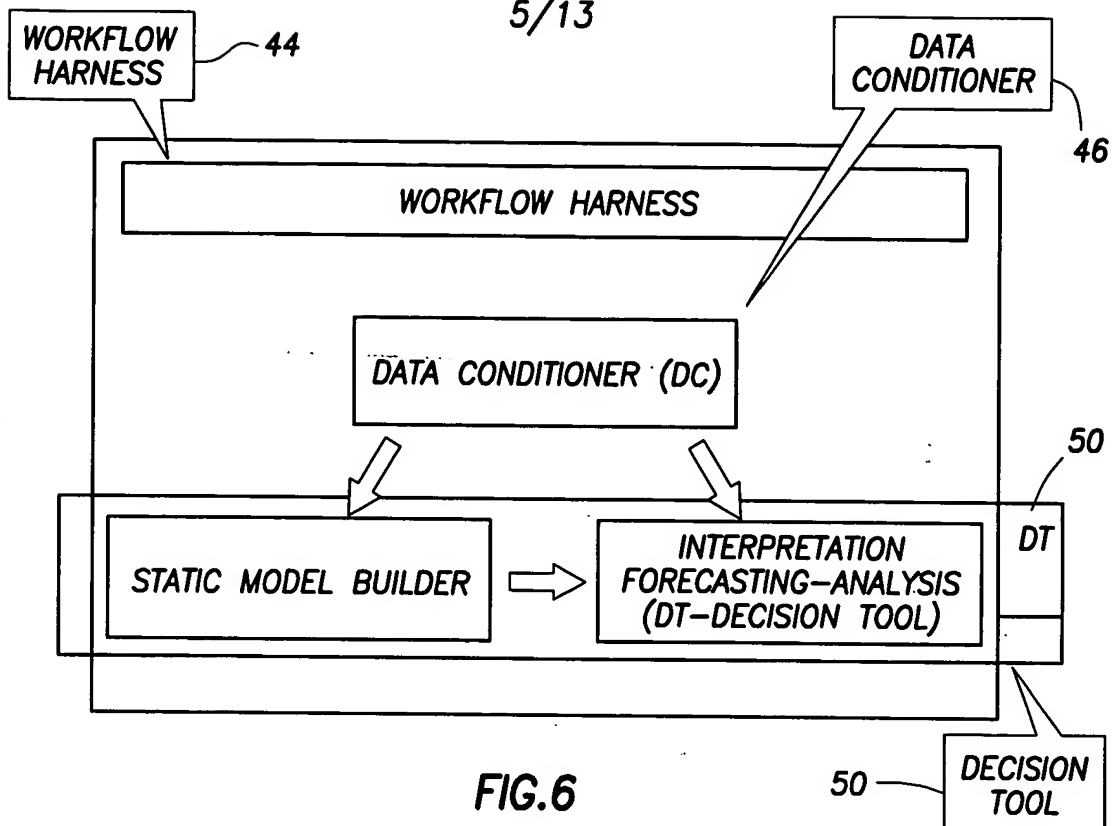 5/13
WORKFLOW
HARNESS
44
DATA
CONDITIONER
46
WORKFLOW HARNESS
DATA CONDITIONER (DC)
50
DT
STATIC MODEL BUILDER
INTERPRETATION
FORECASTING-ANALYSIS
(DT-DECISION TOOL)
FIG.6
50
DECISION
TOOL